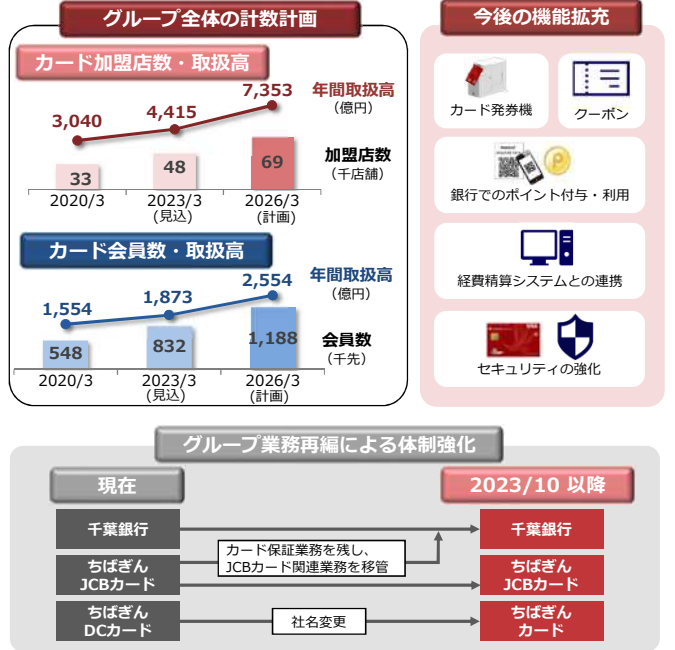 グループ全体の計数計画
カード加盟店数・取扱高
7,353
年間取扱高
(億円)
4,415
3,040
加盟店数
(千店舗)
69
48
33
2020/3
2023/3
(見込)
2026/3
(計画)
カード会員数・取扱高
2,554
年間取扱高
(億円)
1,873
1,554
会員数
(千先)
1,188
832
548
2020/3
2023/3
(見込)
2026/3
(計画)
今後の機能拡充
カード発券機
クーポン
銀行でのポイント付与・利用
経費精算システムとの連携
セキュリティの強化
グループ業務再編による体制強化
現在
2023/10 以降
千葉銀行
千葉銀行
カード保証業務を残し、
JCBカード関連業務を移管
ちばぎん
JCBカード
ちばぎん
JCBカード
ちばぎん
DCカード
社名変更
ちばぎん
カード